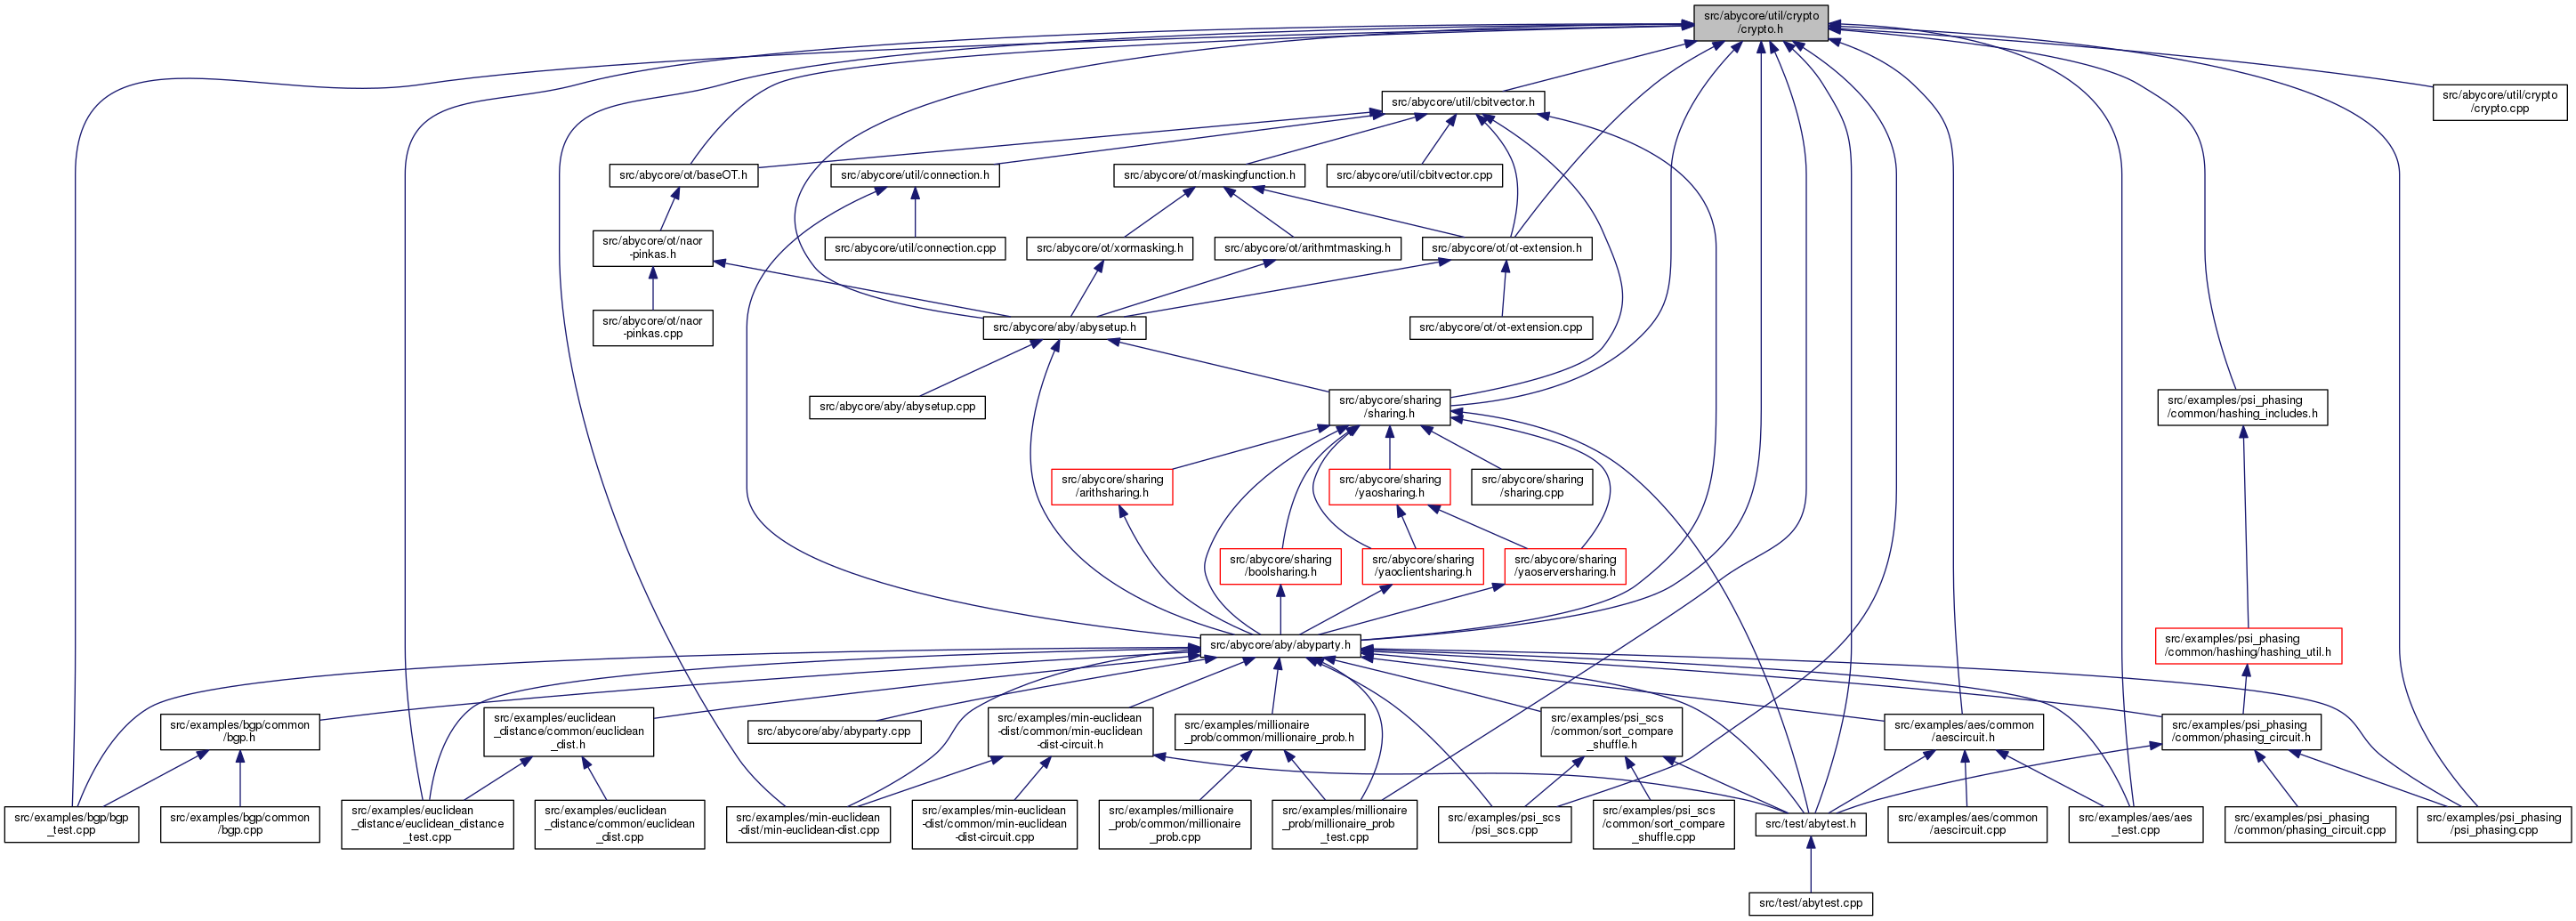 src/abycore/util/crypto
/crypto.h
src/abycore/util/cbitvector.h
src/abycore/util/crypto
/crypto.cpp
src/abycore/ot/baseOT.h
src/abycore/util/connection.h
src/abycore/ot/maskingfunction.h
src/abycore/util/cbitvector.cpp
src/abycore/ot/naor
-pinkas.h
src/abycore/util/connection.cpp
src/abycore/ot/xormasking.h
src/abycore/ot/arithmtmasking.h
src/abycore/ot/ot-extension.h
src/abycore/ot/naor
-pinkas.cpp
src/abycore/aby/abysetup.h
src/abycore/ot/ot-extension.cpp
src/abycore/aby/abysetup.cpp
src/abycore/sharing
/sharing.h
src/examples/psi_phasing
/common/hashing_includes.h
src/abycore/sharing
/arithsharing.h
src/abycore/sharing
/yaosharing.h
src/abycore/sharing
/sharing.cpp
src/abycore/sharing
/boolsharing.h
src/abycore/sharing
/yaoclientsharing.h
src/abycore/sharing
/yaoserversharing.h
src/abycore/aby/abyparty.h
src/examples/psi_phasing
/common/hashing/hashing_util.h
src/examples/bgp/common
/bgp.h
src/examples/euclidean
_distance/common/euclidean
_dist.h
src/abycore/aby/abyparty.cpp
src/examples/min-euclidean
-dist/common/min-euclidean
-dist-circuit.h
src/examples/millionaire
_prob/common/millionaire_prob.h
src/examples/psi_scs
/common/sort_compare
_shuffle.h
src/examples/aes/common
/aescircuit.h
src/examples/psi_phasing
/common/phasing_circuit.h
src/examples/bgp/bgp
_test.cpp
src/examples/bgp/common
/bgp.cpp
src/examples/euclidean
_distance/euclidean_distance
_test.cpp
src/examples/euclidean
_distance/common/euclidean
_dist.cpp
src/examples/min-euclidean
-dist/min-euclidean-dist.cpp
src/examples/min-euclidean
-dist/common/min-euclidean
-dist-circuit.cpp
src/examples/millionaire
_prob/common/millionaire
_prob.cpp
src/examples/millionaire
_prob/millionaire_prob
_test.cpp
src/examples/psi_scs
/psi_scs.cpp
src/examples/psi_scs
/common/sort_compare
_shuffle.cpp
src/test/abytest.h
src/examples/aes/common
/aescircuit.cpp
src/examples/aes/aes
_test.cpp
src/examples/psi_phasing
/common/phasing_circuit.cpp
src/examples/psi_phasing
/psi_phasing.cpp
src/test/abytest.cpp